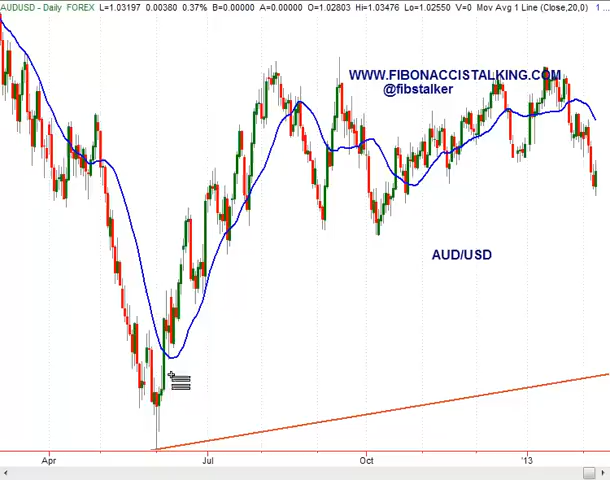 AUDUSD - Daily FOREX L=1.03197 0.00380 0.37% B=0.00000 A=0.00000 O=1.02803 Hi=1.03476 Lo=1.02550 V=0 Mov Avg 1 Line (Close,20,0) 1 ...
WWW.FIBONACCISTALKING.COM
@fibstalker
AUD/USD
Apr Jul Oct '13